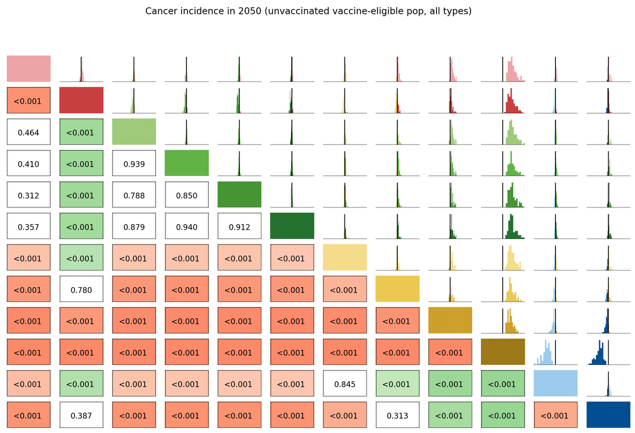 Cancer incidence in 2050 (unvaccinated vaccine-eligible pop, all types)
<0.001
0.464 <0.001
0.410 <0.001 0.939
0.312 <0.001 0.788 0.850
0.357 <0.001 0.879 0.940 0.912
<0.001 <0.001 <0.001 <0.001 <0.001 <0.001
<0.001 0.780 <0.001 <0.001 <0.001 <0.001 <0.001
<0.001 <0.001 <0.001 <0.001 <0.001 <0.001 <0.001 <0.001
<0.001 <0.001 <0.001 <0.001 <0.001 <0.001 <0.001 <0.001 <0.001
<0.001 <0.001 <0.001 <0.001 <0.001 <0.001 0.845 <0.001 <0.001 <0.001
<0.001 0.387 <0.001 <0.001 <0.001 <0.001 <0.001 0.313 <0.001 <0.001 <0.001